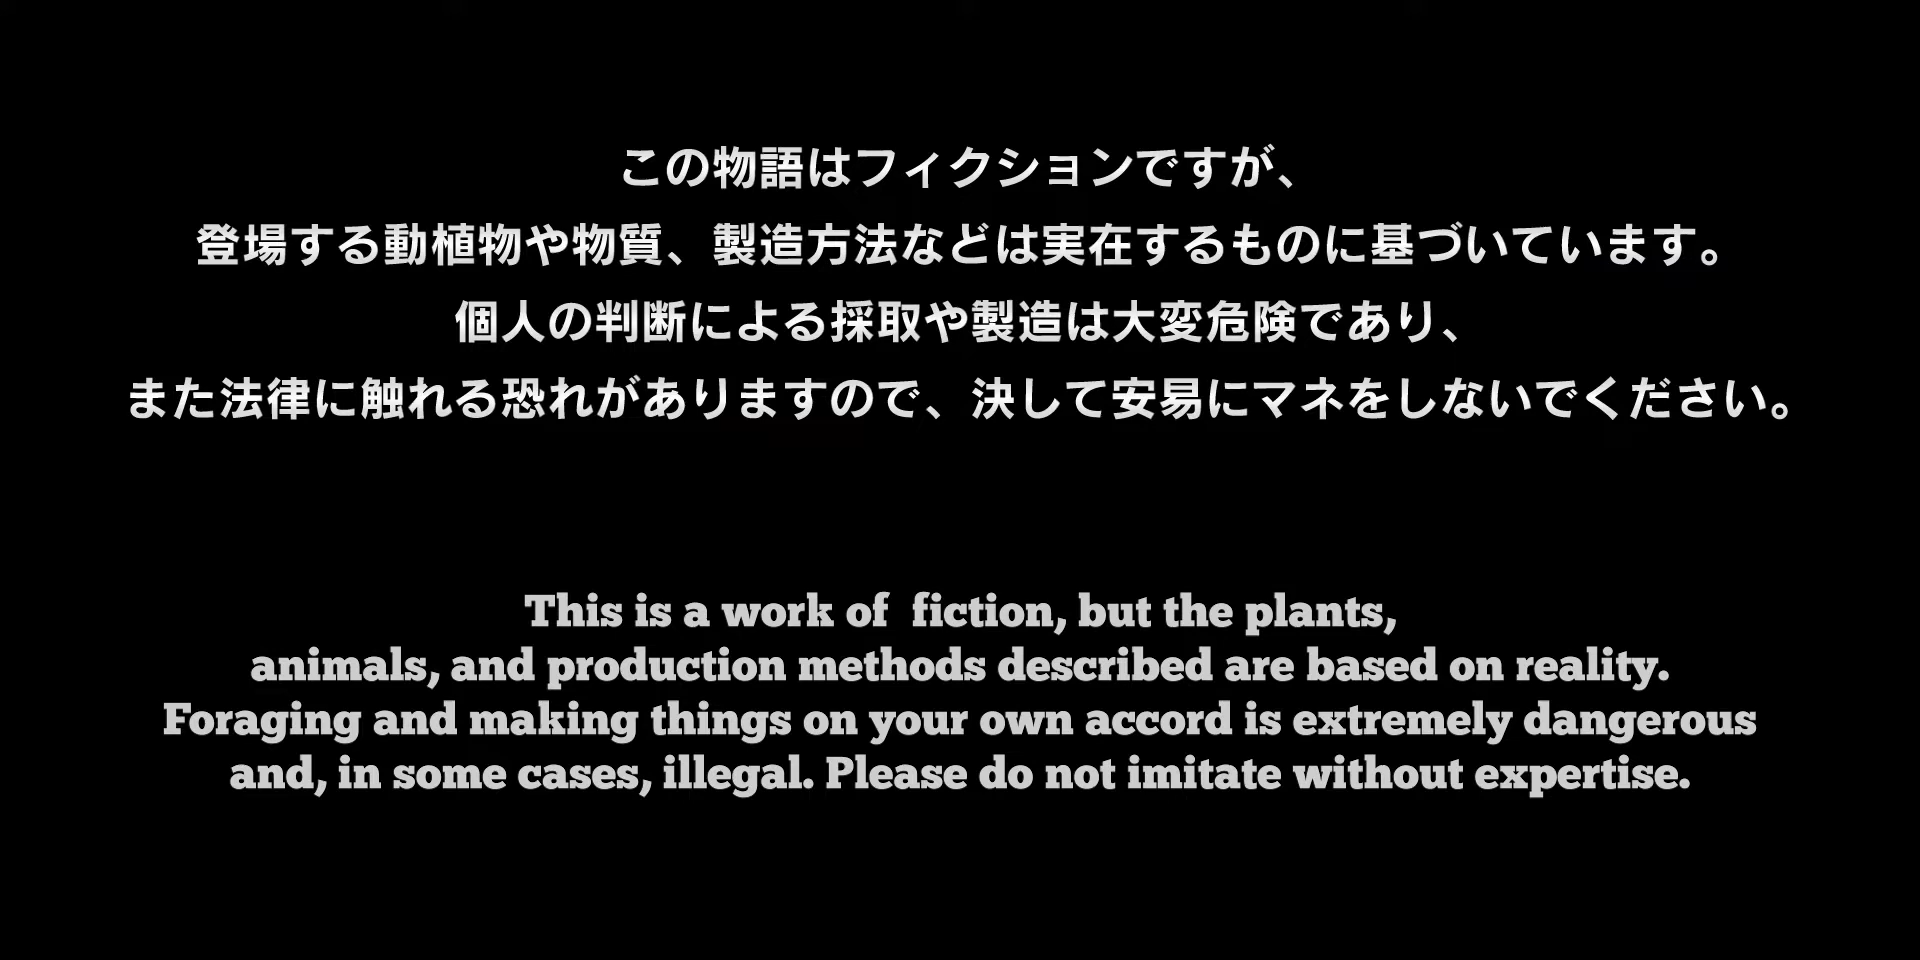 この物語はフィクションですが、
登場する動植物や物質、製造方法などは実在するものに基づいています。
個人の判断による採取や製造は大変危険であり、
また法律に触れる恐れがありますので、決して安易にマネをしないでください。
This is a work of fiction, but the plants,
animals, and production methods described are based on reality.
Foraging and making things on your own accord is extremely dangerous
and, in some cases, illegal. Please do not imitate without expertise.